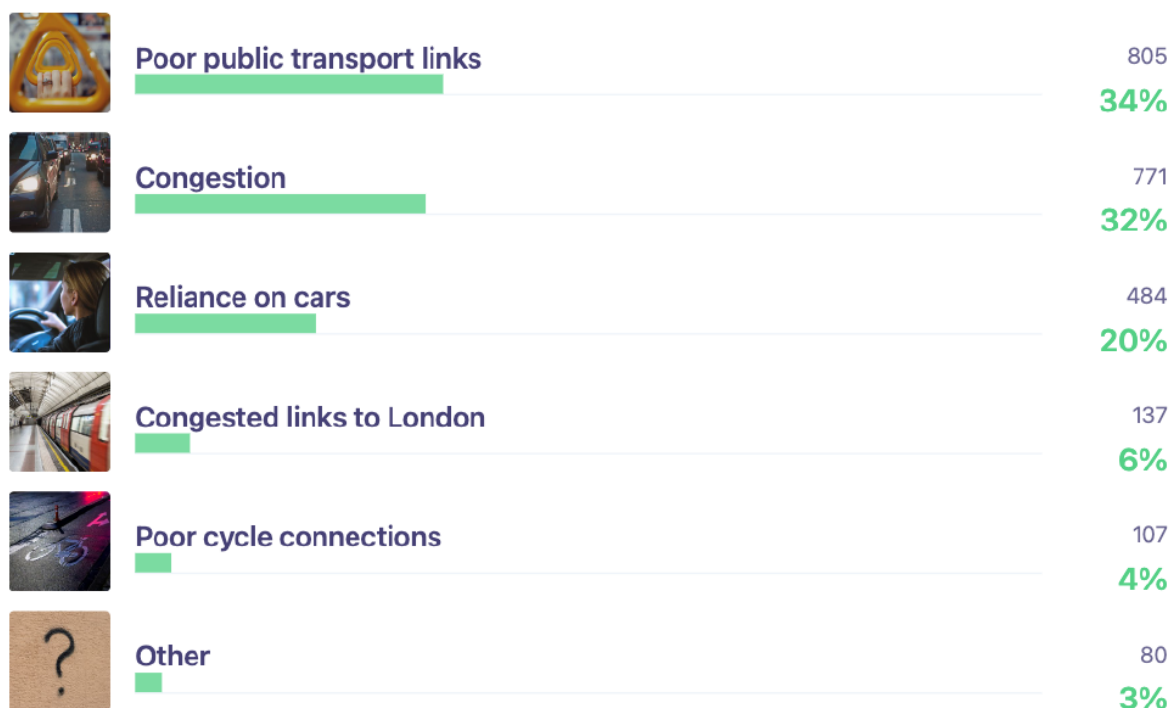 Poor public transport links
805
34%
Congestion
771
32%
Reliance on cars
484
20%
Congested links to London
137
6%
Poor cycle connections
107
4%
?
Other
80
3%